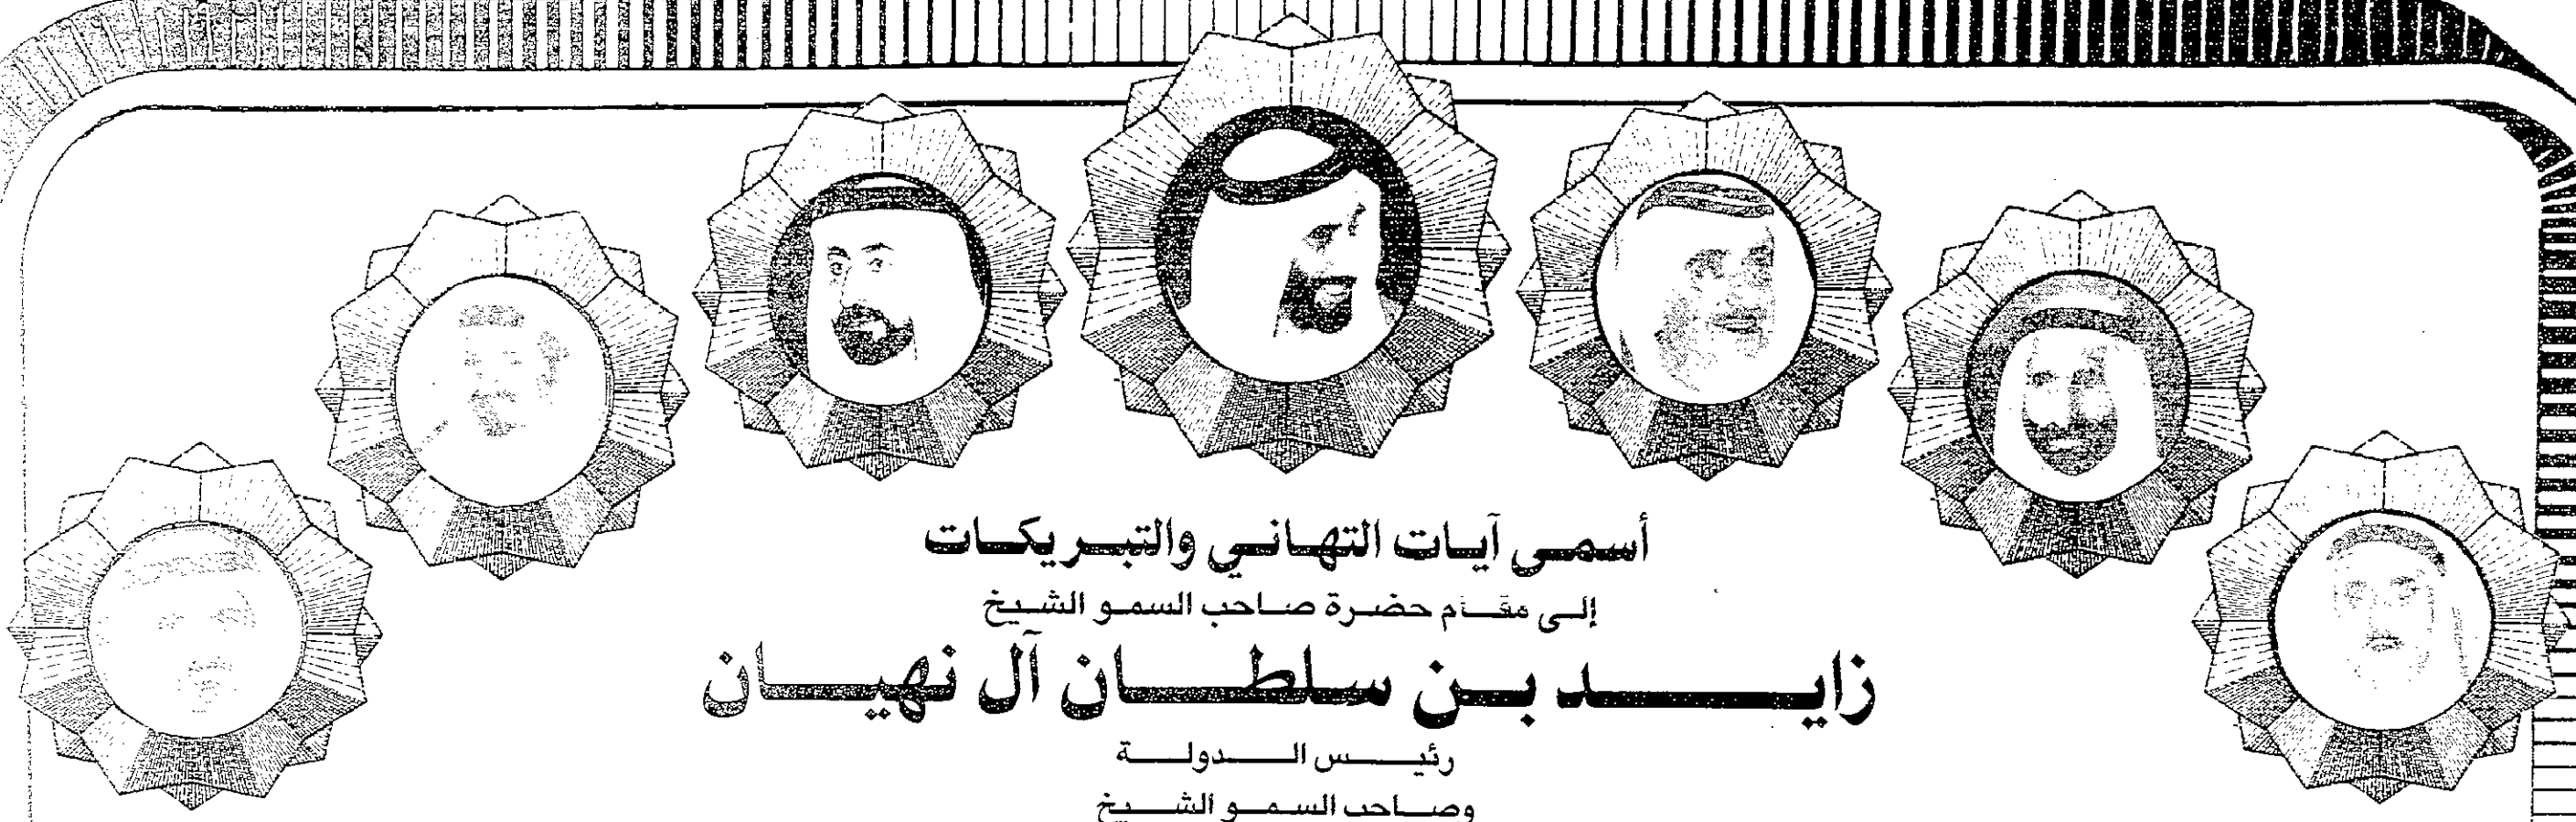 أسمى آيات التهاني والتبريكات
إلى مقام حضرة صاحب السمو الشيخ
زايد بن سلطان آل نهيان
رئيس الدولة
وصاحب السمو الشيخ